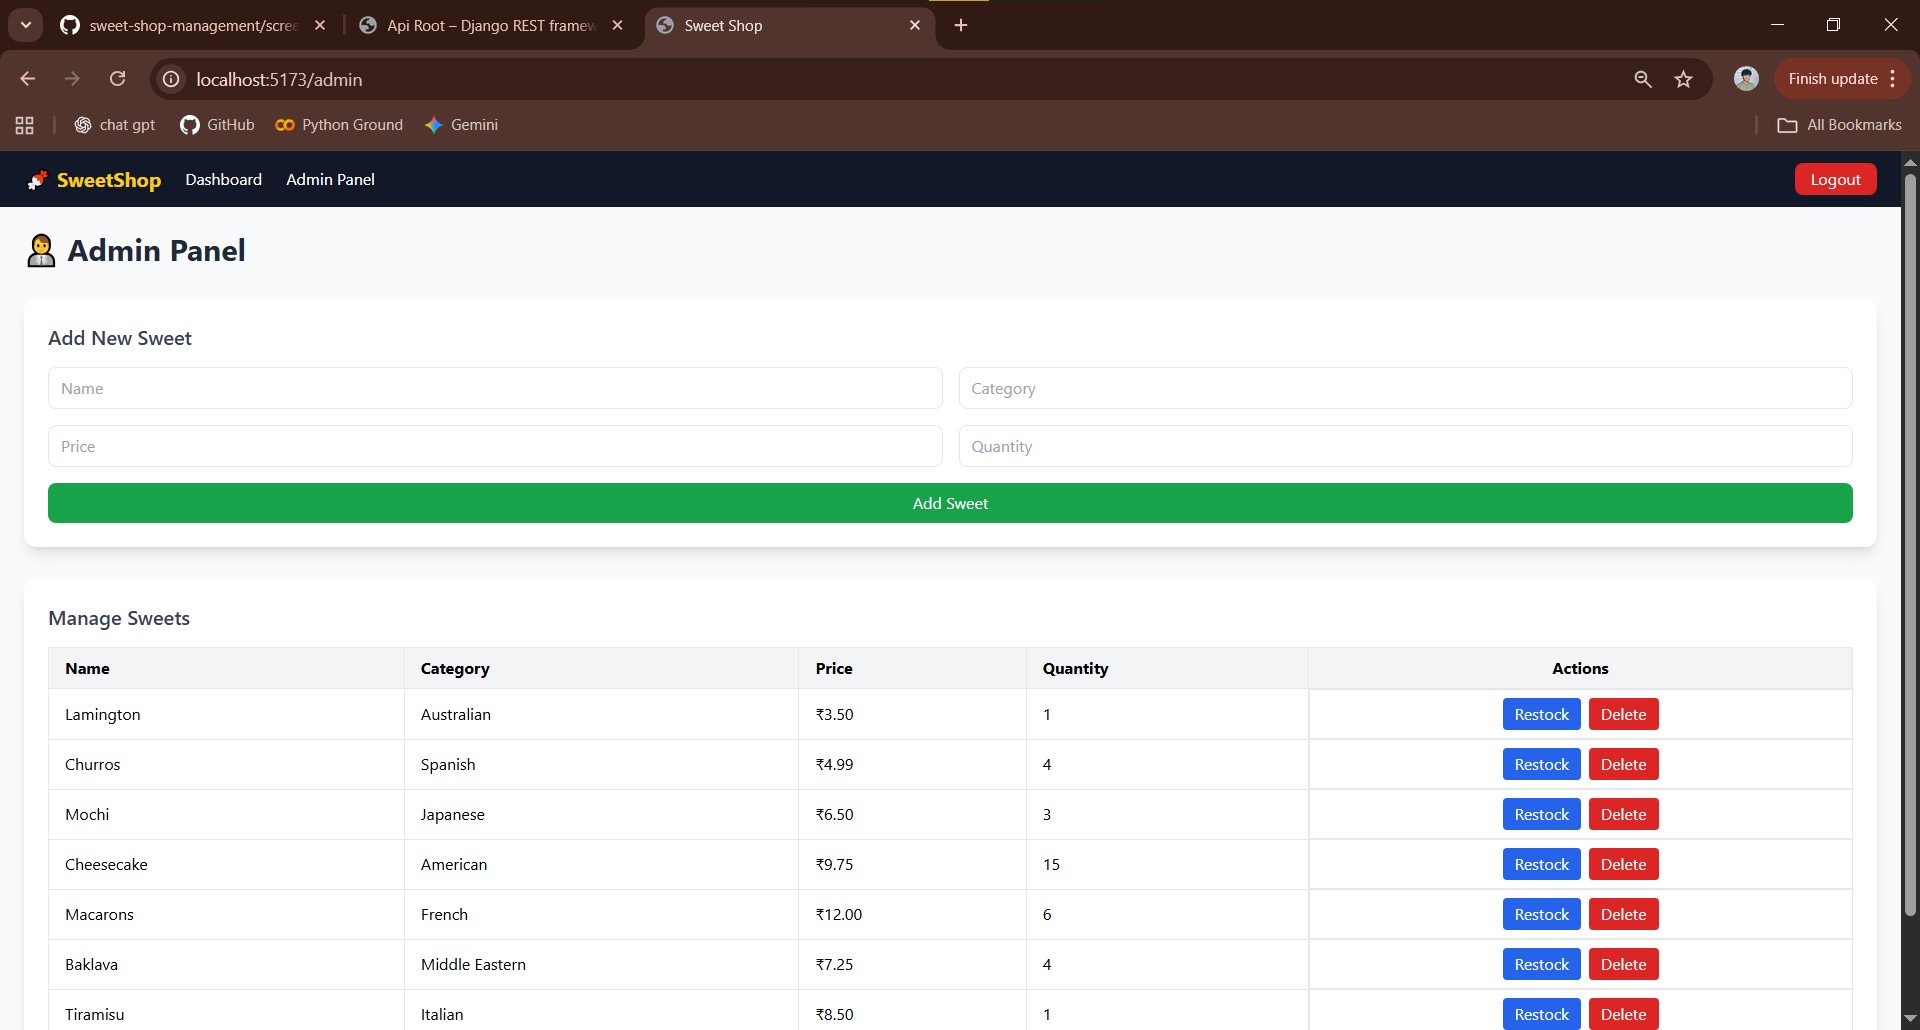 sweet-shop-management/scree
Api Root – Django REST framew
Sweet Shop
localhost:5173/admin
Finish update
chat gpt
GitHub
Python Ground
Gemini
All Bookmarks
SweetShop
Dashboard
Admin Panel
Logout
Admin Panel
Add New Sweet
Name
Category
Price
Quantity
Add Sweet
Manage Sweets
Name Category Price Quantity Actions
Lamington Australian ₹3.50 1 Restock Delete
Churros Spanish ₹4.99 4 Restock Delete
Mochi Japanese ₹6.50 3 Restock Delete
Cheesecake American ₹9.75 15 Restock Delete
Macarons French ₹12.00 6 Restock Delete
Baklava Middle Eastern ₹7.25 4 Restock Delete
Tiramisu Italian ₹8.50 1 Restock Delete